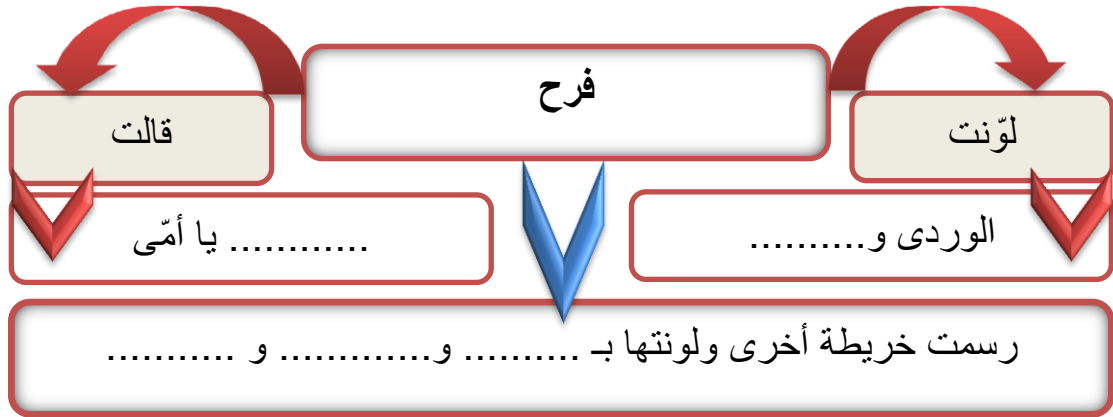 فرح
لوّنت
قالت
الوردى و..........
............ يا أمّى
رسمت خريطة أخرى ولونتها بـ .......... و............. و ...........